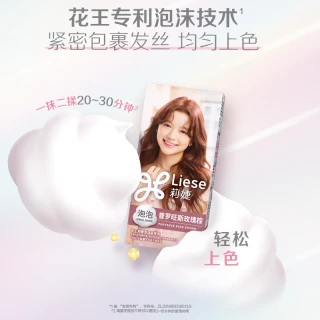 花王专利泡沫技术¹
紧密包裹发丝 均匀上色
一抹二揉20~30分钟²
Liese
莉婕
泡泡
普罗旺斯玫瑰棕
轻松
上色